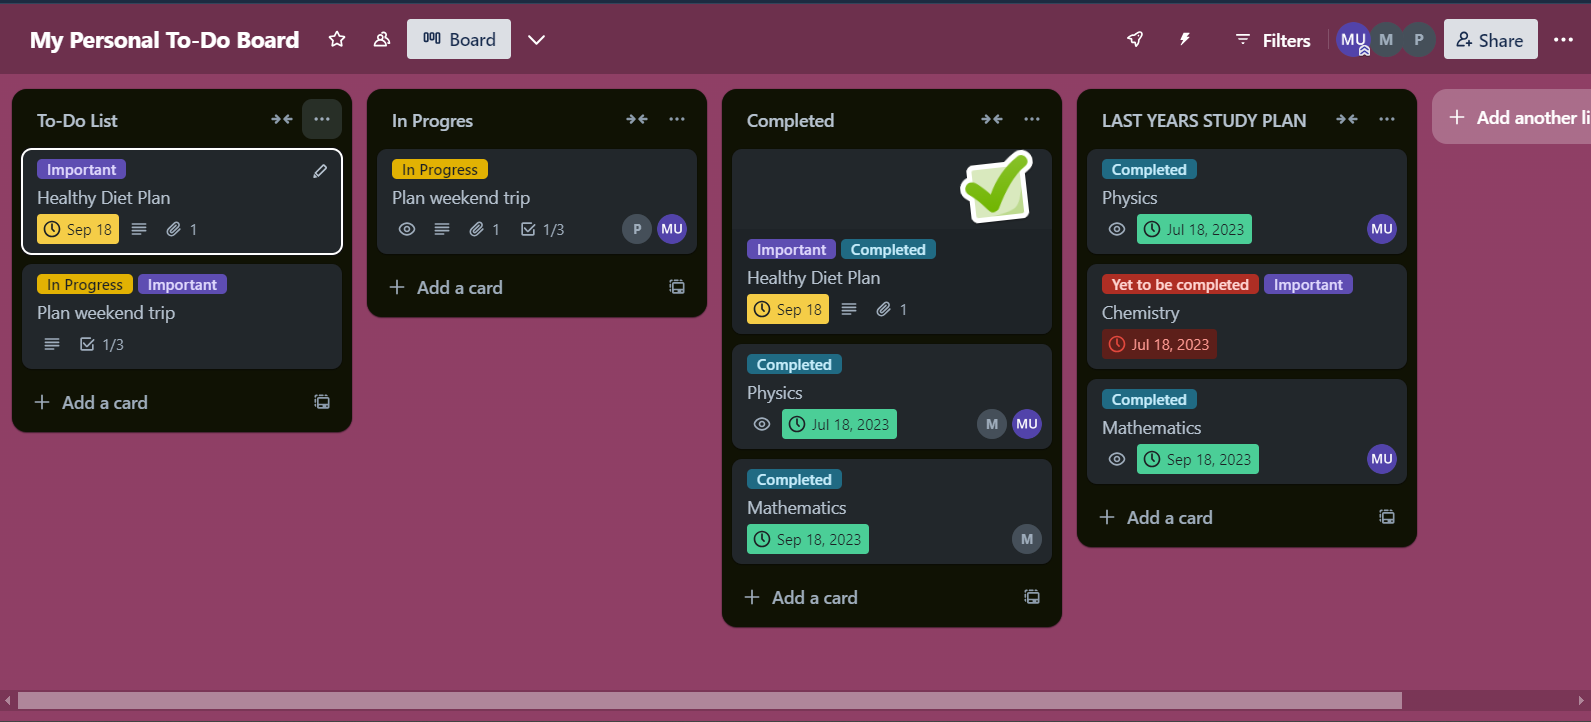 My Personal To-Do Board
Board
Filters
MU
M
P
Share
To-Do List
Important
Healthy Diet Plan
Sep 18
1
In Progress Important
Plan weekend trip
1/3
Add a card
In Progres
In Progress
Plan weekend trip
1 1/3 P MU
Add a card
Completed
Important Completed
Healthy Diet Plan
Sep 18 1
Completed
Physics
Jul 18, 2023 M MU
Completed
Mathematics
Sep 18, 2023 M
Add a card
LAST YEARS STUDY PLAN
Completed
Physics
Jul 18, 2023 MU
Yet to be completed Important
Chemistry
Jul 18, 2023
Completed
Mathematics
Sep 18, 2023 MU
Add a card
Add another li